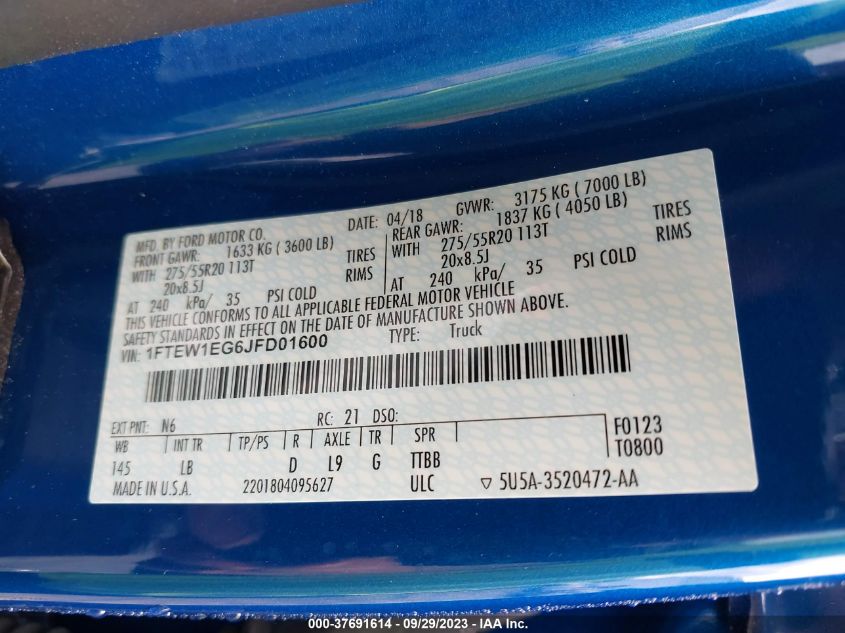 MFD. BY FORD MOTOR CO.
DATE: 04/18 GVWR: 3175 KG ( 7000 LB)
FRONT GAWR: 1633 KG ( 3600 LB) REAR GAWR: 1837 KG ( 4050 LB)
WITH 275/55R20 113T TIRES WITH 275/55R20 113T TIRES
20x8.5J RIMS 20x8.5J RIMS
AT 240 kPa/ 35 PSI COLD AT 240 kPa/ 35 PSI COLD
THIS VEHICLE CONFORMS TO ALL APPLICABLE FEDERAL MOTOR VEHICLE
SAFETY STANDARDS IN EFFECT ON THE DATE OF MANUFACTURE SHOWN ABOVE.
VIN: 1FTEW1EG6JFD01600 TYPE: Truck
EXT PNT: N6 RC: 21 DSO: F0123
WB INT TR TP/PS R AXLE TR SPR T0800
145 LB D L9 G TTBB
MADE IN U.S.A. 2201804095627 ULC ▽ 5U5A-3520472-AA
000-37691614 - 09/29/2023 - IAA Inc.